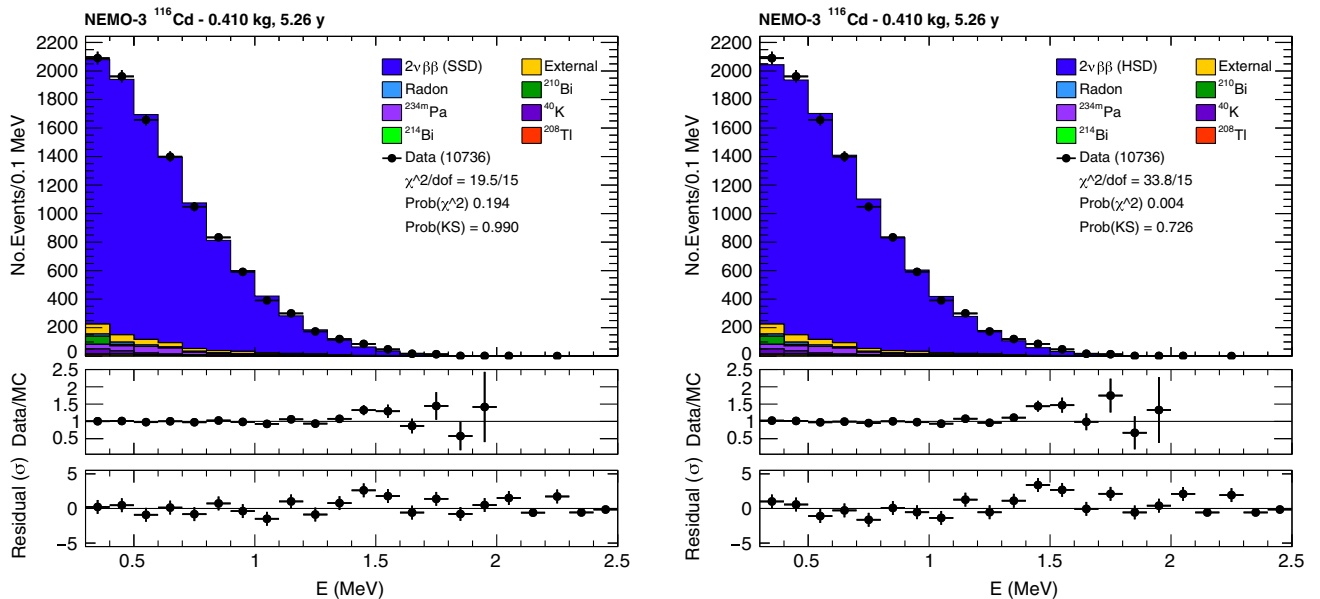 NEMO-3 ¹¹⁶Cd - 0.410 kg, 5.26 y
No.Events/0.1 MeV
2200
2000
1800
1600
1400
1200
1000
800
600
400
200
0
2νββ (SSD)
External
Radon
²¹⁰Bi
²³⁴ᵐPa
⁴⁰K
²¹⁴Bi
²⁰⁸Tl
Data (10736)
χ^2/dof = 19.5/15
Prob(χ^2) 0.194
Prob(KS) = 0.990
Data/MC
2.5
2
1.5
1
0.5
Residual (σ)
5
0
−5
0.5 1 1.5 2 2.5
E (MeV)
NEMO-3 ¹¹⁶Cd - 0.410 kg, 5.26 y
No.Events/0.1 MeV
2200
2000
1800
1600
1400
1200
1000
800
600
400
200
0
2νββ (HSD)
External
Radon
²¹⁰Bi
²³⁴ᵐPa
⁴⁰K
²¹⁴Bi
²⁰⁸Tl
Data (10736)
χ^2/dof = 33.8/15
Prob(χ^2) 0.004
Prob(KS) = 0.726
Data/MC
2.5
2
1.5
1
0.5
Residual (σ)
5
0
−5
0.5 1 1.5 2 2.5
E (MeV)